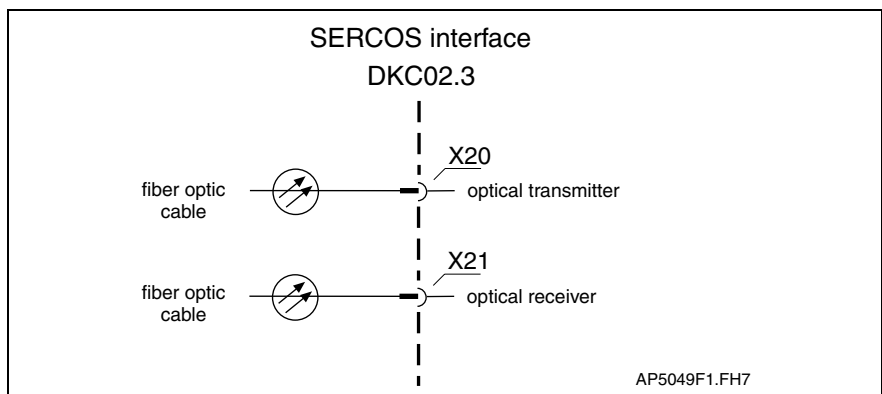 SERCOS interface
DKC02.3
X20
fiber optic
cable
optical transmitter
X21
fiber optic
cable
optical receiver
AP5049F1.FH7